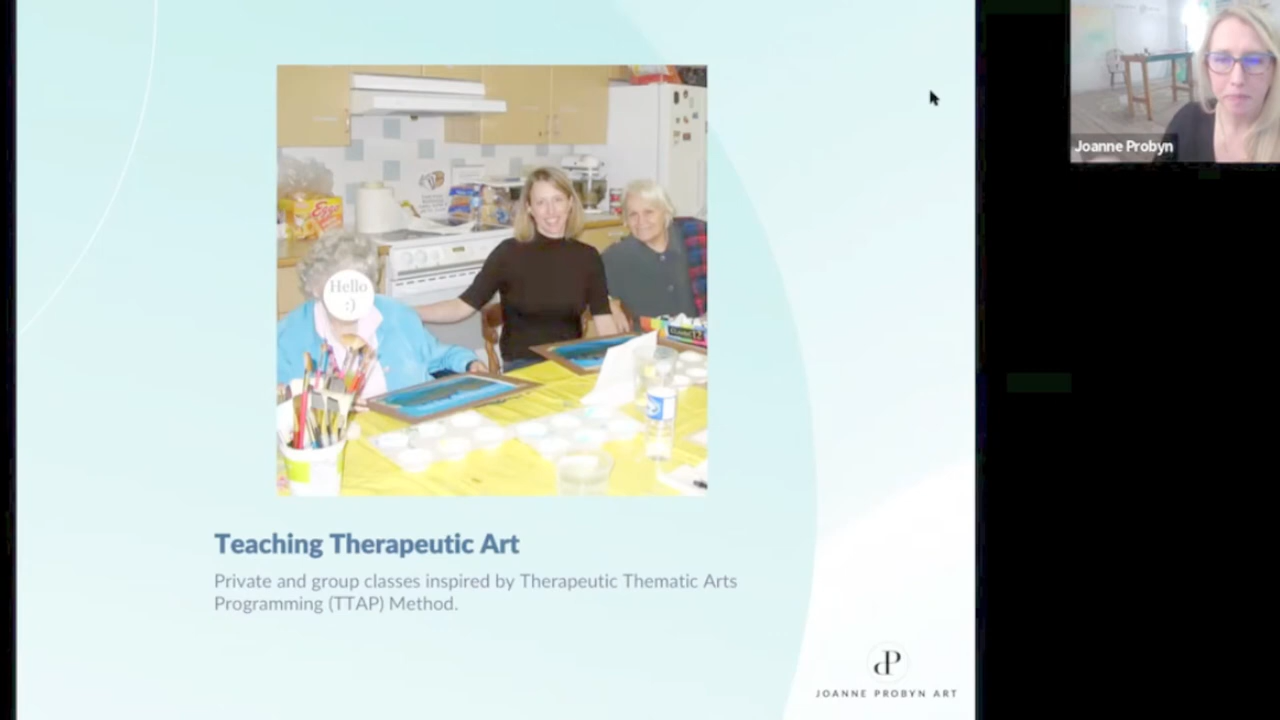 Joanne Probyn
Eggo
Hello
:)
Teaching Therapeutic Art
Private and group classes inspired by Therapeutic Thematic Arts
Programming (TTAP) Method.
JP
JOANNE PROBYN ART